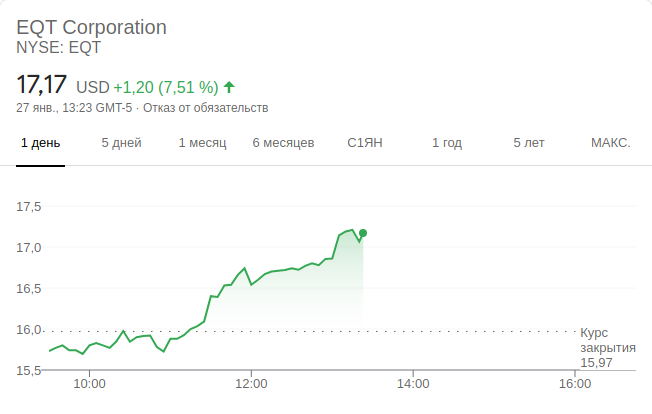 EQT Corporation
NYSE: EQT
17,17 USD +1,20 (7,51 %)
27 янв., 13:23 GMT-5 · Отказ от обязательств
1 день 5 дней 1 месяц 6 месяцев С1ЯН 1 год 5 лет МАКС.
17,5
17,0
16,5
16,0
Курс
закрытия
15,97
15,5
10:00 12:00 14:00 16:00